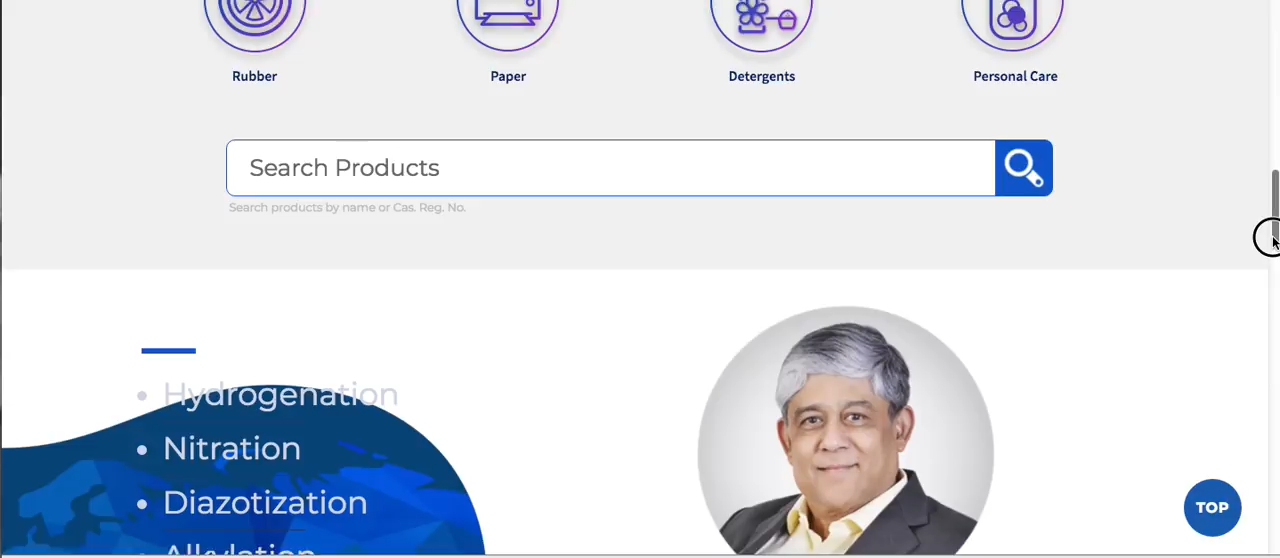 Rubber
Paper
Detergents
Personal Care
Search Products
Search products by name or Cas. Reg. No.
Hydrogenation
Nitration
Diazotization
Alkylation
TOP